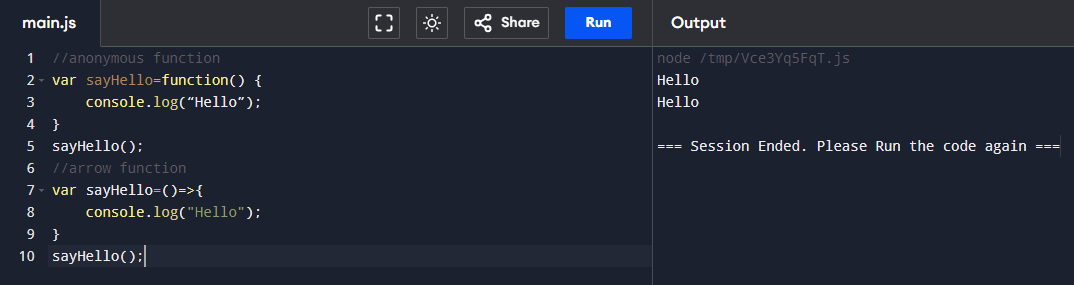 main.js
Share
Run
Output
1 //anonymous function
2 var sayHello=function() {
3 console.log(“Hello”);
4 }
5 sayHello();
6 //arrow function
7 var sayHello=()=>{
8 console.log("Hello");
9 }
10 sayHello();
node /tmp/Vce3Yq5FqT.js
Hello
Hello
=== Session Ended. Please Run the code again ===